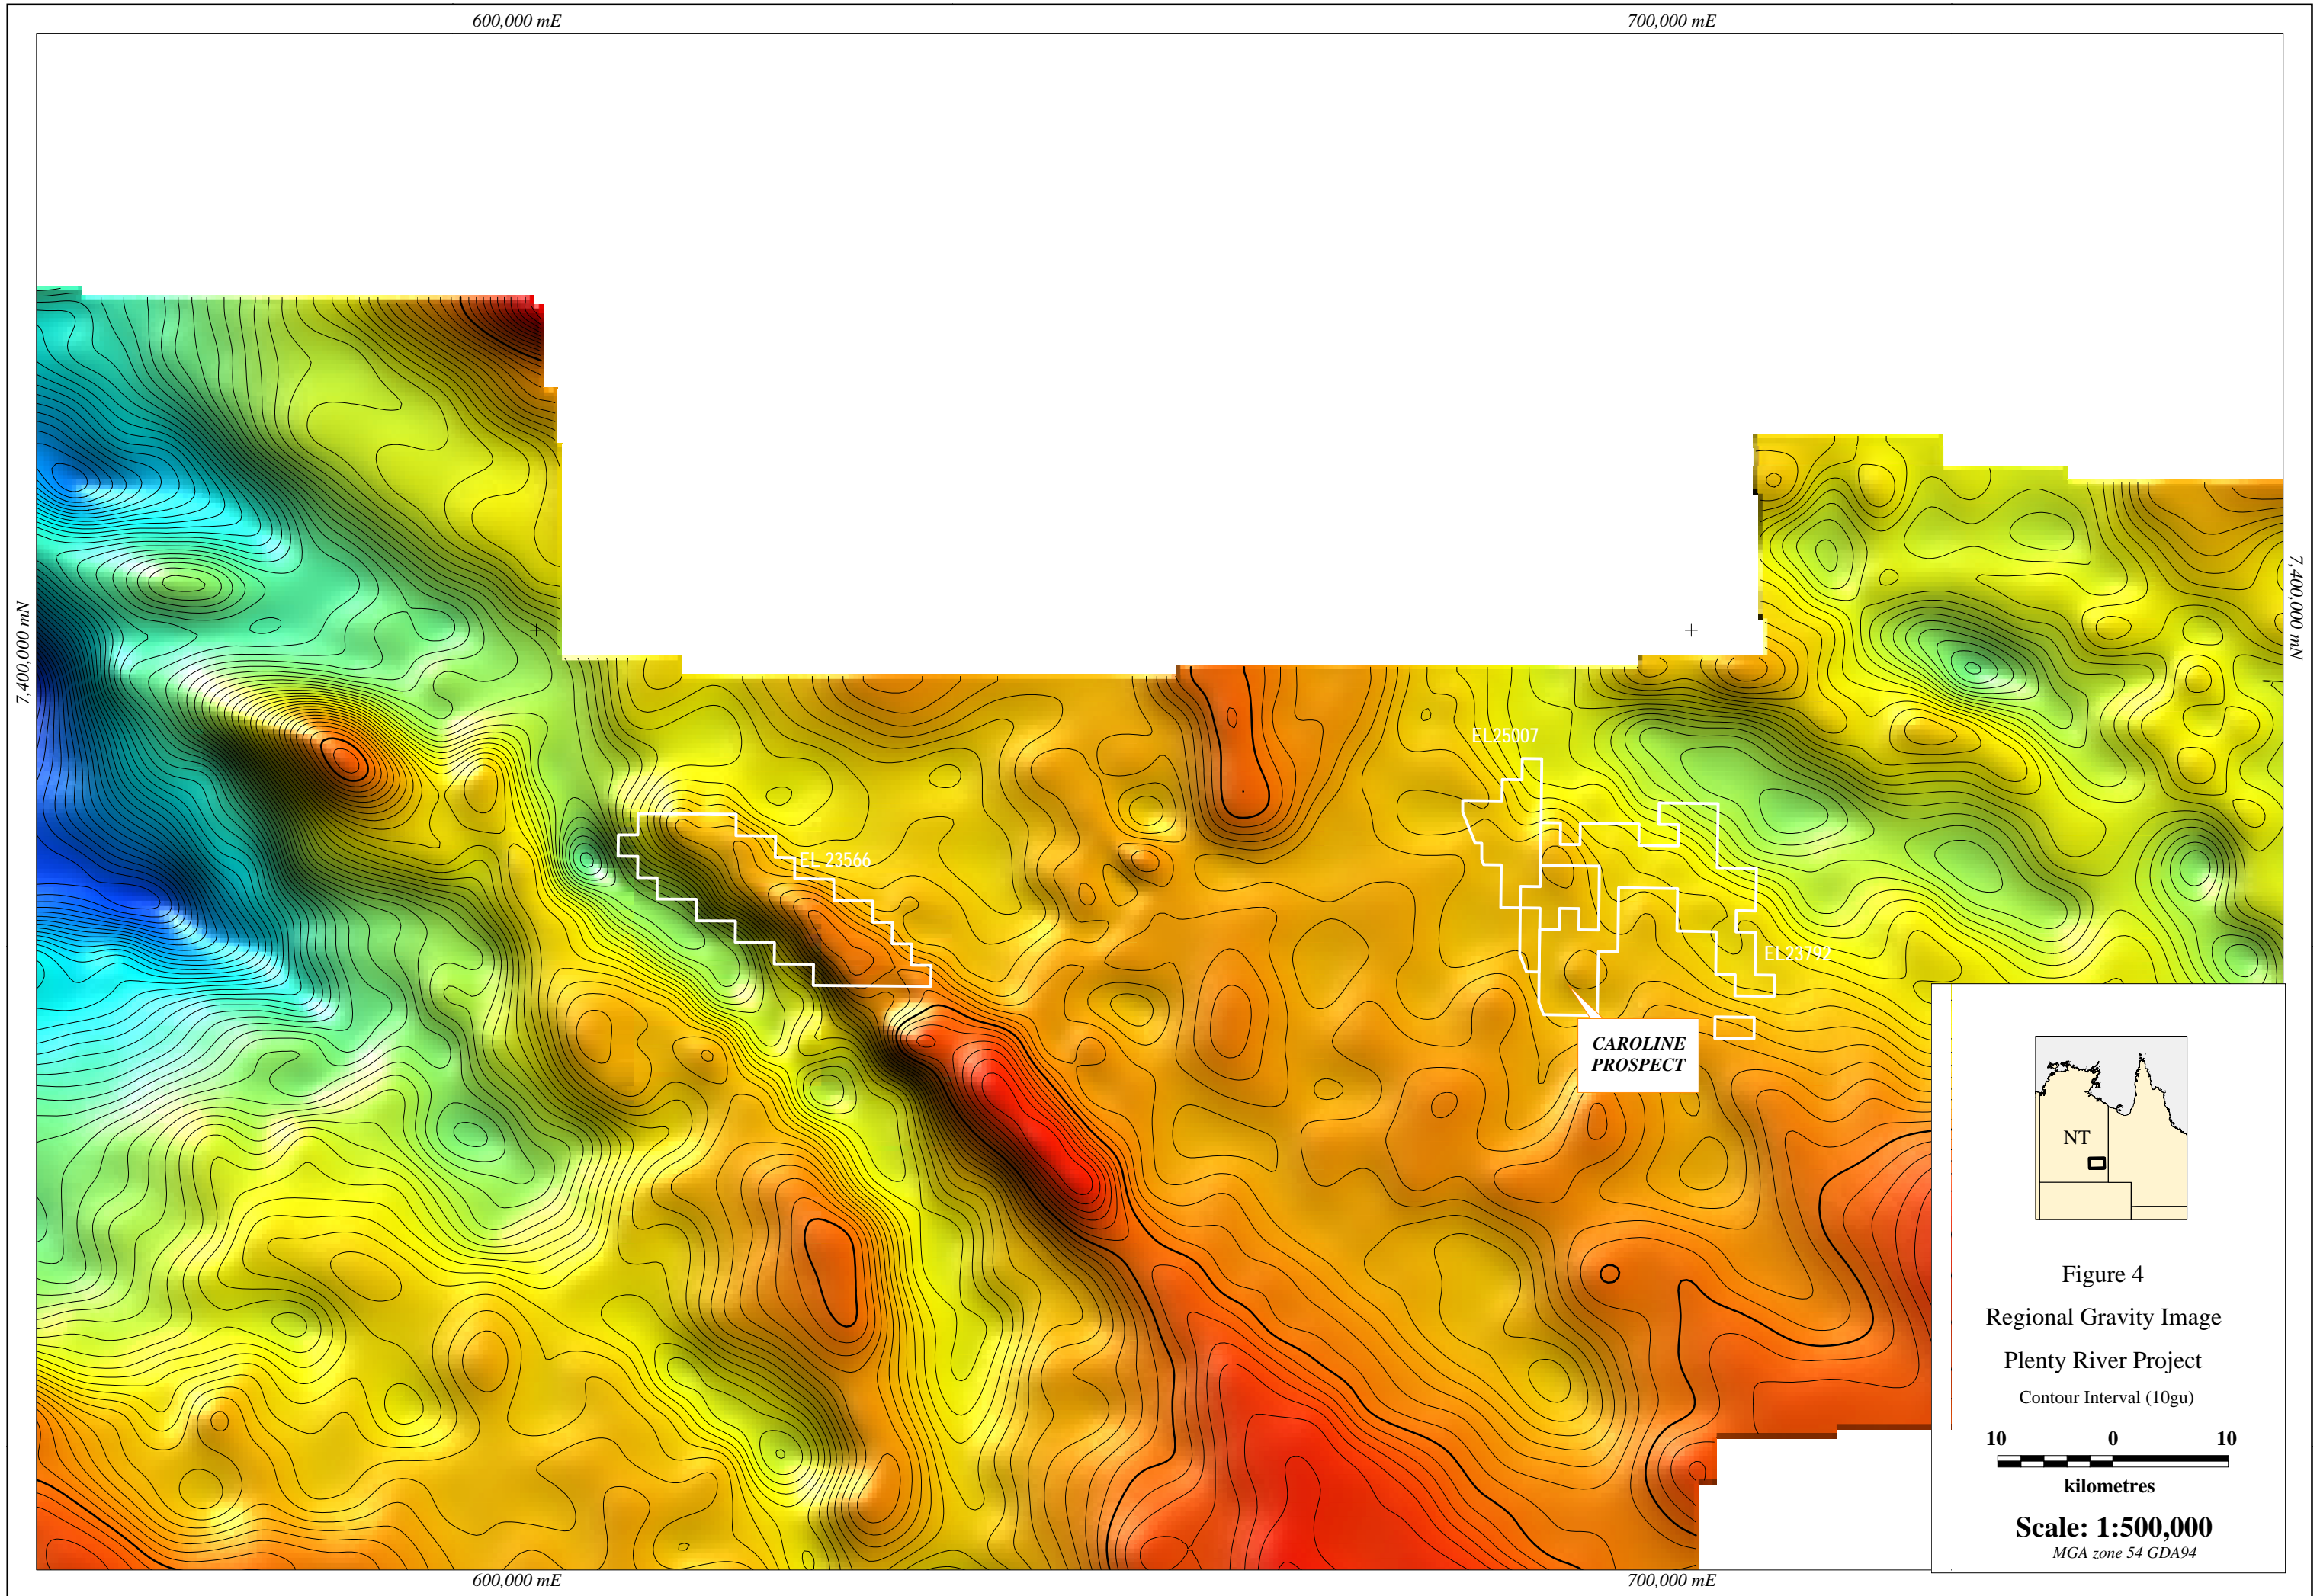 600,000 mE
700,000 mE
7,400,000 mN
7,400,000 mN
EL25007
EL 23566
EL23792
CAROLINE
PROSPECT
NT
Figure 4
Regional Gravity Image
Plenty River Project
Contour Interval (10gu)
10 0 10
kilometres
Scale: 1:500,000
MGA zone 54 GDA94
600,000 mE
700,000 mE